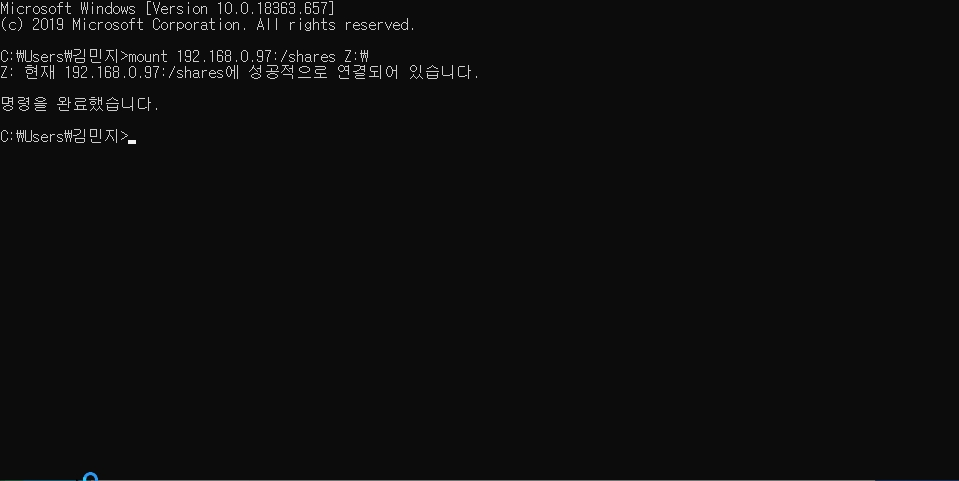 Microsoft Windows [Version 10.0.18363.657]
(c) 2019 Microsoft Corporation. All rights reserved.
C:₩Users₩김민지>mount 192.168.0.97:/shares Z:₩
Z: 현재 192.168.0.97:/shares에 성공적으로 연결되어 있습니다.
명령을 완료했습니다.
C:₩Users₩김민지>